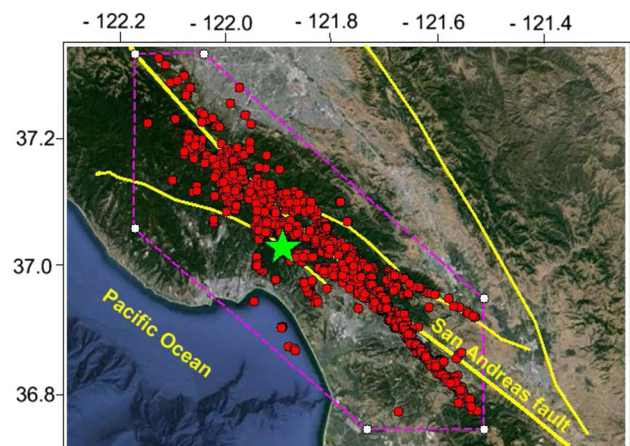 - 122.2 - 122.0 - 121.8 - 121.6 - 121.4
37.2
37.0
36.8
Pacific Ocean
San Andreas fault